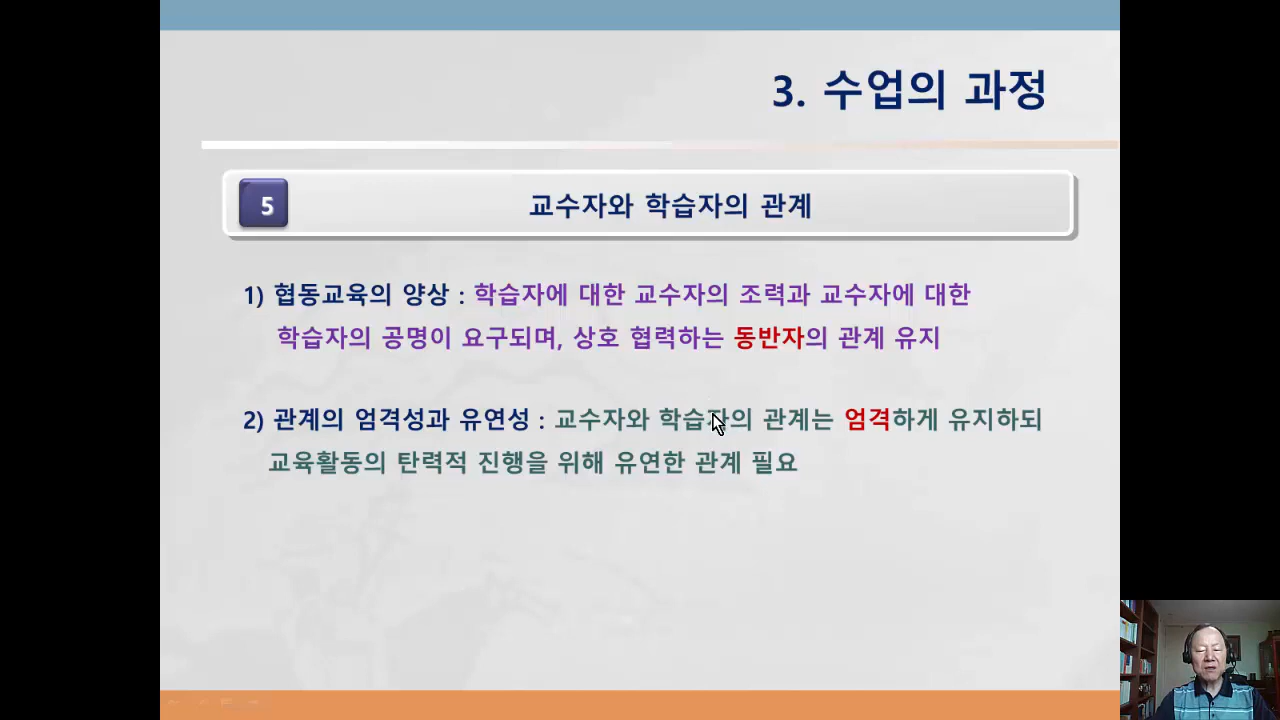 3. 수업의 과정
5
교수자와 학습자의 관계
1) 협동교육의 양상 : 학습자에 대한 교수자의 조력과 교수자에 대한
학습자의 공명이 요구되며, 상호 협력하는 동반자의 관계 유지
2) 관계의 엄격성과 유연성 : 교수자와 학습자의 관계는 엄격하게 유지하되
교육활동의 탄력적 진행을 위해 유연한 관계 필요